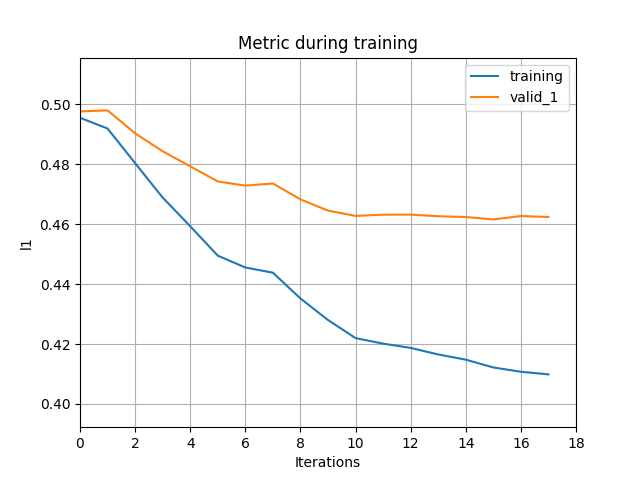 Metric during training
training
valid_1
0.50
0.48
0.46
0.44
0.42
0.40
l1
0 2 4 6 8 10 12 14 16 18
Iterations